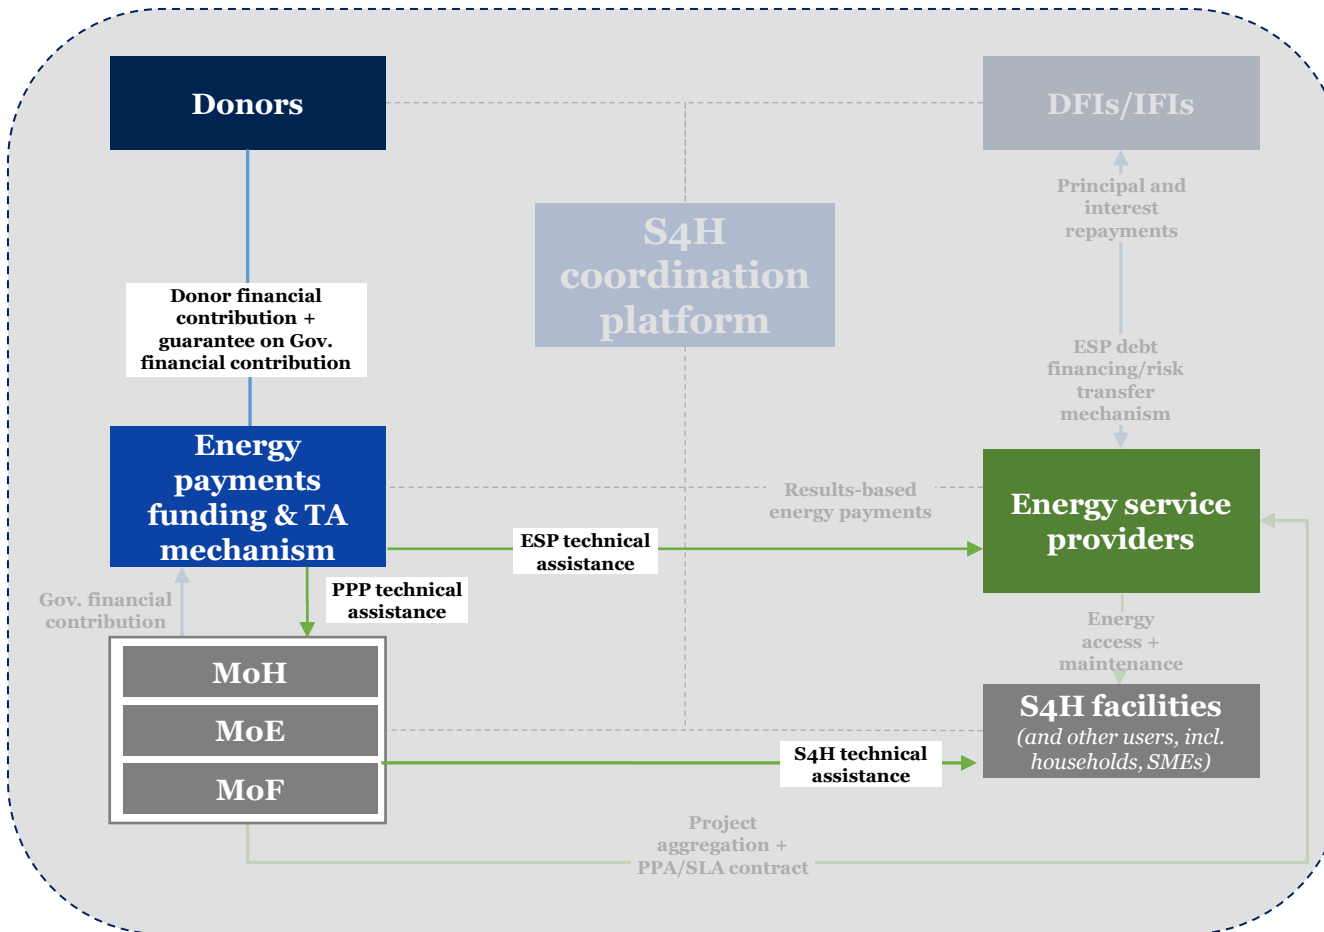 Donors
DFIs/IFIs
Principal and
interest
repayments
S4H
coordination
platform
Donor financial
contribution +
guarantee on Gov.
financial contribution
ESP debt
financing/risk
transfer
mechanism
Energy
payments
funding & TA
mechanism
Results-based
energy payments
Energy service
providers
ESP technical
assistance
PPP technical
assistance
Gov. financial
contribution
Energy
access +
maintenance
MoH
MoE
MoF
S4H facilities
(and other users, incl.
households, SMEs)
S4H technical
assistance
Project
aggregation +
PPA/SLA contract